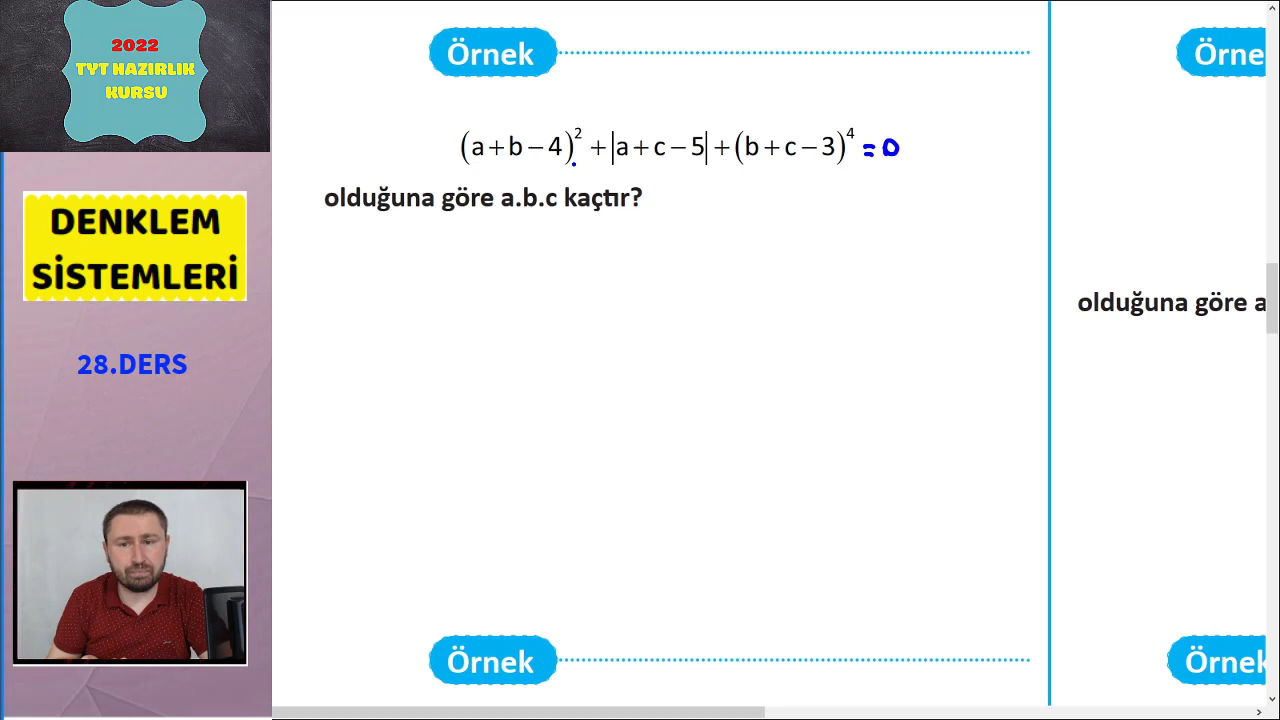 2022
TYT HAZIRLIK
KURSU
DENKLEM
SİSTEMLERİ
28.DERS
Örnek
(a+b−4)² + |a+c−5| + (b+c−3)⁴ = 0
olduğuna göre a.b.c kaçtır?
Örnek
Örne
olduğuna göre a
Örnek